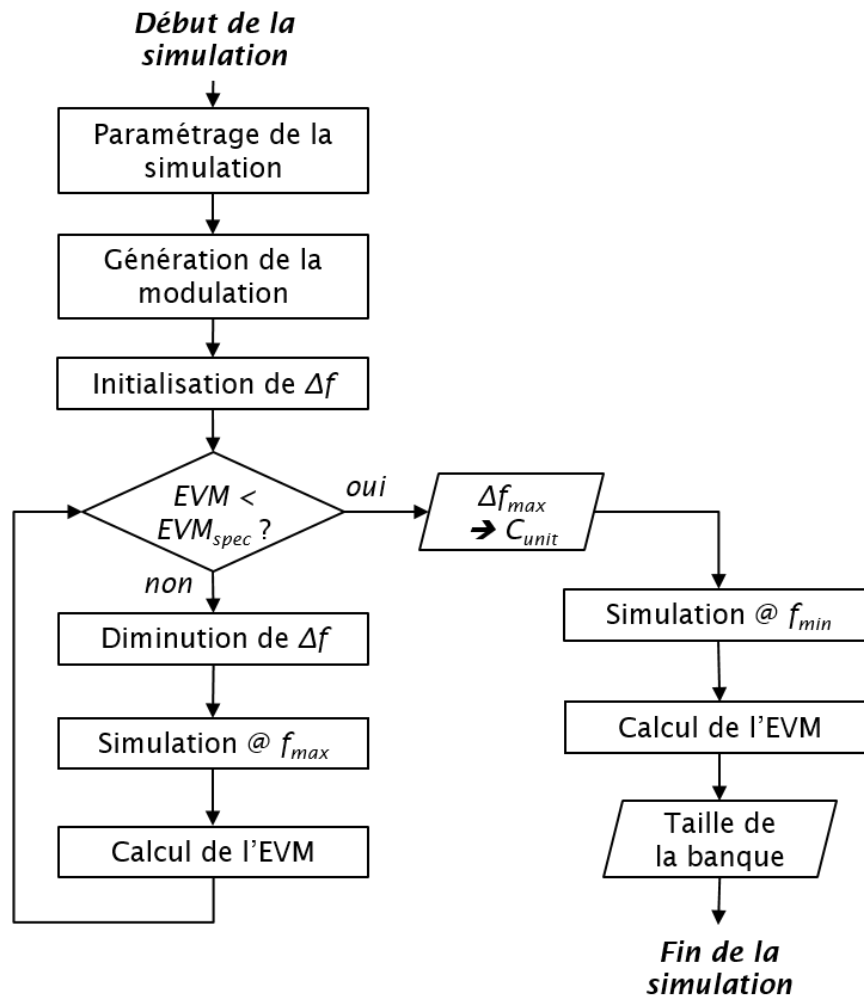 Début de la
simulation
Paramétrage de la
simulation
Génération de la
modulation
Initialisation de Δf
EVM <
EVMspec ?
oui
non
Δfmax
➔ Cunit
Diminution de Δf
Simulation @ fmax
Calcul de l'EVM
Simulation @ fmin
Calcul de l'EVM
Taille de
la banque
Fin de la
simulation